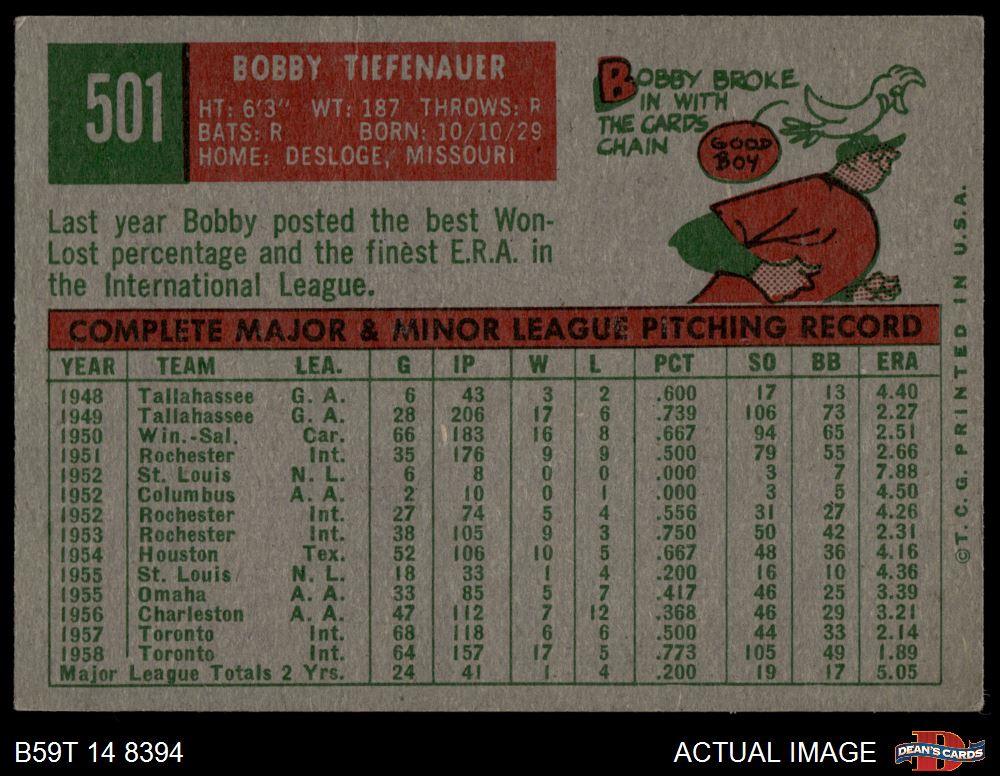 501
BOBBY TIEFENAUER
HT: 6'3" WT: 187 THROWS: R
BATS: R BORN: 10/10/29
HOME: DESLOGE, MISSOURI
BOBBY BROKE
IN WITH
THE CARDS
CHAIN
GOOD
BOY
Last year Bobby posted the best Won-
Lost percentage and the finest E.R.A. in
the International League.
COMPLETE MAJOR & MINOR LEAGUE PITCHING RECORD
YEAR TEAM LEA. G IP W L PCT SO BB ERA
1948 Tallahassee G. A. 6 43 3 2 .600 17 13 4.40
1949 Tallahassee G. A. 28 206 17 6 .739 106 73 2.27
1950 Win.-Sal. Car. 66 183 16 8 .667 94 65 2.51
1951 Rochester Int. 35 176 9 9 .500 79 55 2.66
1952 St. Louis N. L. 6 8 0 0 .000 3 7 7.88
1952 Columbus A. A. 2 10 0 1 .000 3 5 4.50
1952 Rochester Int. 27 74 5 4 .556 31 27 4.26
1953 Rochester Int. 38 105 9 3 .750 50 42 2.31
1954 Houston Tex. 52 106 10 5 .667 48 36 4.16
1955 St. Louis N. L. 18 33 1 4 .200 16 10 4.36
1955 Omaha A. A. 33 85 5 7 .417 46 25 3.39
1956 Charleston A. A. 47 112 7 12 .368 46 29 3.21
1957 Toronto Int. 68 118 6 6 .500 44 33 2.14
1958 Toronto Int. 64 157 17 5 .773 105 49 1.89
Major League Totals 2 Yrs. 24 41 1 4 .200 19 17 5.05
©T.C.G. PRINTED IN U.S.A.
B59T 14 8394
ACTUAL IMAGE
DEAN'S CARDS